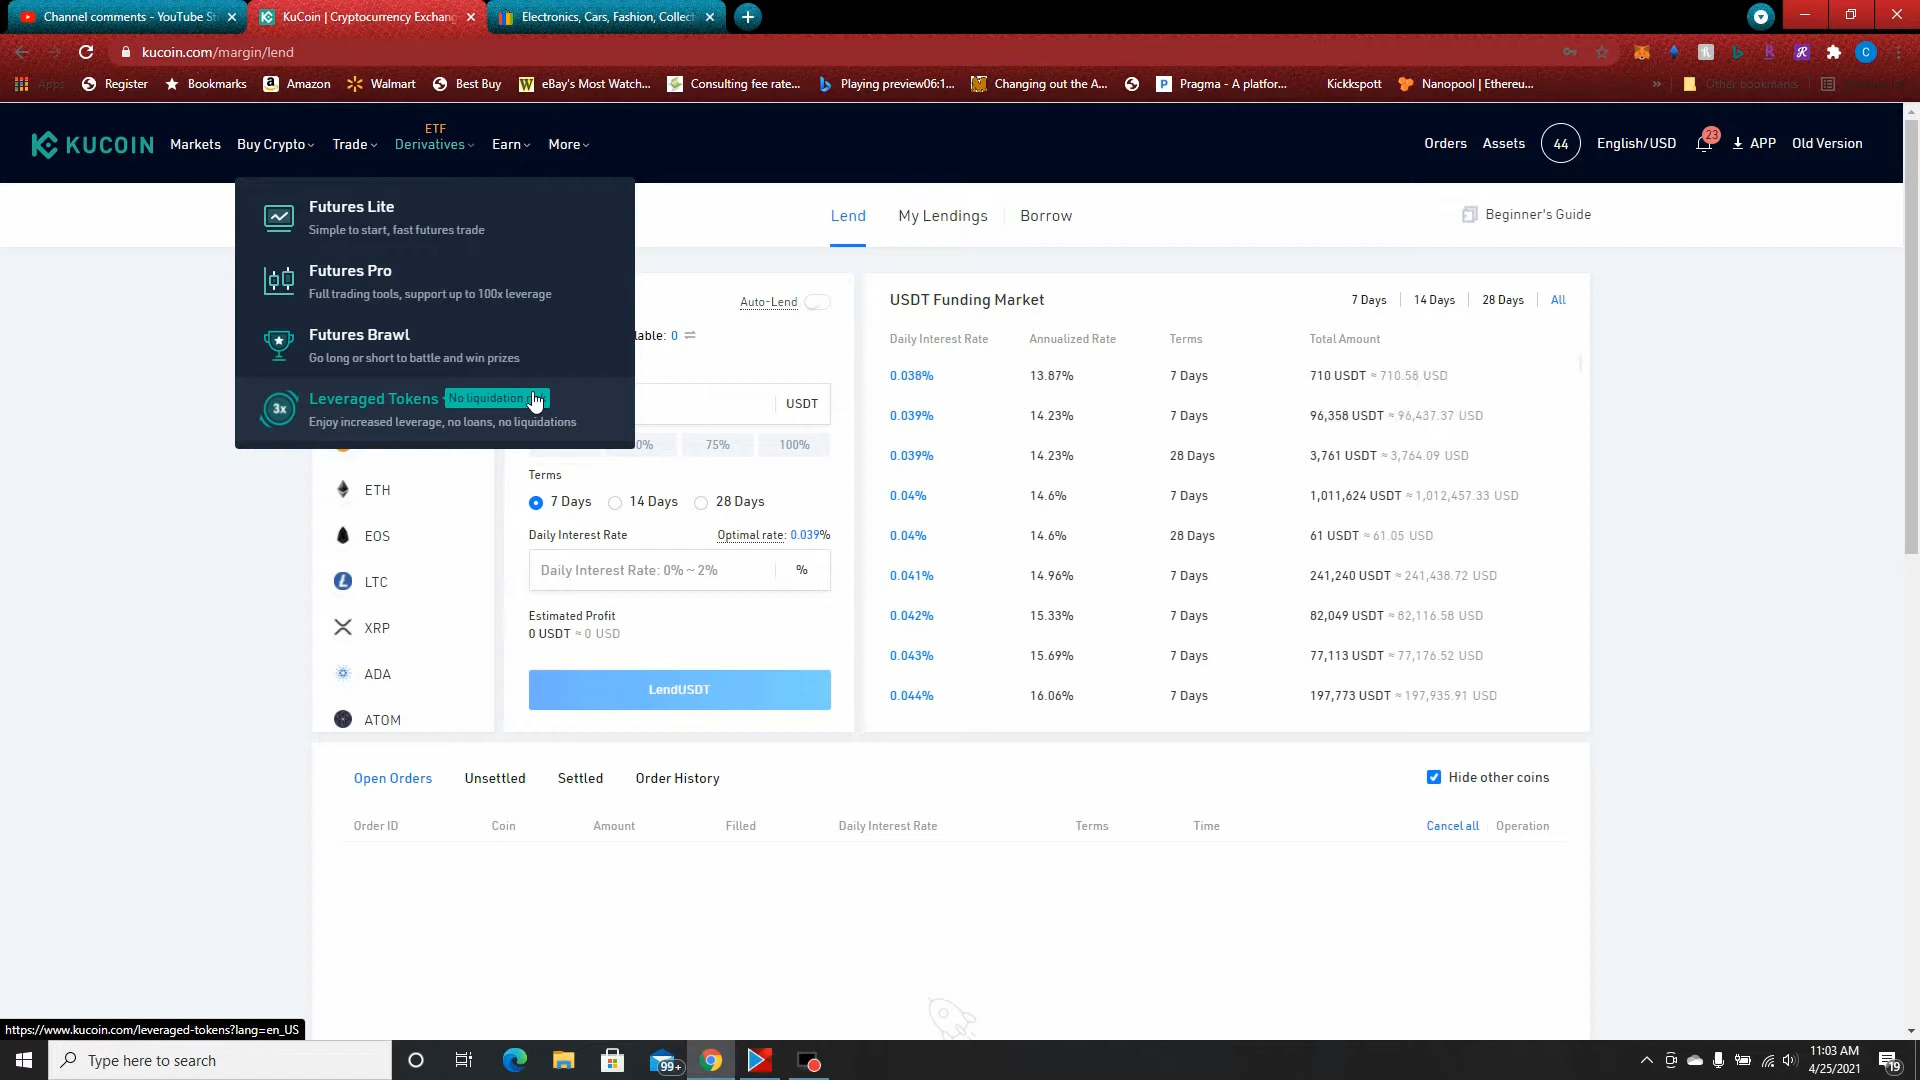 Channel comments - YouTube St
KuCoin | Cryptocurrency Exchang
Electronics, Cars, Fashion, Collect
kucoin.com/margin/lend
Apps
Register
Bookmarks
Amazon
Walmart
Best Buy
eBay's Most Watch...
Consulting fee rate...
Playing preview06:1...
Changing out the A...
Pragma - A platfor...
Kickkspott
Nanopool | Ethereu...
Other bookmarks
KUCOIN
Markets
Buy Crypto
Trade
ETF
Derivatives
Earn
More
Orders
Assets
44
English/USD
23
APP
Old Version
Futures Lite
Simple to start, fast futures trade
Futures Pro
Full trading tools, support up to 100x leverage
Futures Brawl
Go long or short to battle and win prizes
3x
Leveraged Tokens
No liquidation
Enjoy increased leverage, no loans, no liquidations
Lend
My Lendings
Borrow
Beginner's Guide
Auto-Lend
lable: 0
USDT
0%
75%
100%
ETH
EOS
LTC
XRP
ADA
ATOM
Terms
7 Days
14 Days
28 Days
Daily Interest Rate
Optimal rate: 0.039%
Daily Interest Rate: 0% ~ 2%
%
Estimated Profit
0 USDT ≈ 0 USD
LendUSDT
USDT Funding Market
7 Days
14 Days
28 Days
All
Daily Interest Rate Annualized Rate Terms Total Amount
0.038% 13.87% 7 Days 710 USDT ≈ 710.58 USD
0.039% 14.23% 7 Days 96,358 USDT ≈ 96,437.37 USD
0.039% 14.23% 28 Days 3,761 USDT ≈ 3,764.09 USD
0.04% 14.6% 7 Days 1,011,624 USDT ≈ 1,012,457.33 USD
0.04% 14.6% 28 Days 61 USDT ≈ 61.05 USD
0.041% 14.96% 7 Days 241,240 USDT ≈ 241,438.72 USD
0.042% 15.33% 7 Days 82,049 USDT ≈ 82,116.58 USD
0.043% 15.69% 7 Days 77,113 USDT ≈ 77,176.52 USD
0.044% 16.06% 7 Days 197,773 USDT ≈ 197,935.91 USD
Open Orders
Unsettled
Settled
Order History
Hide other coins
Order ID Coin Amount Filled Daily Interest Rate Terms Time Cancel all Operation
https://www.kucoin.com/leveraged-tokens?lang=en_US
Type here to search
99+
11:03 AM
4/25/2021
19